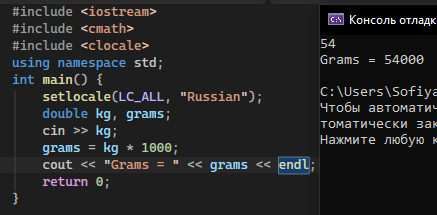 #include <iostream>
#include <cmath>
#include <clocale>
using namespace std;
int main() {
setlocale(LC_ALL, "Russian");
double kg, grams;
cin >> kg;
grams = kg * 1000;
cout << "Grams = " << grams << endl;
return 0;
}
Консоль отладк
54
Grams = 54000
C:\Users\Sofiya
Чтобы автоматич
томатически зак
Нажмите любую к